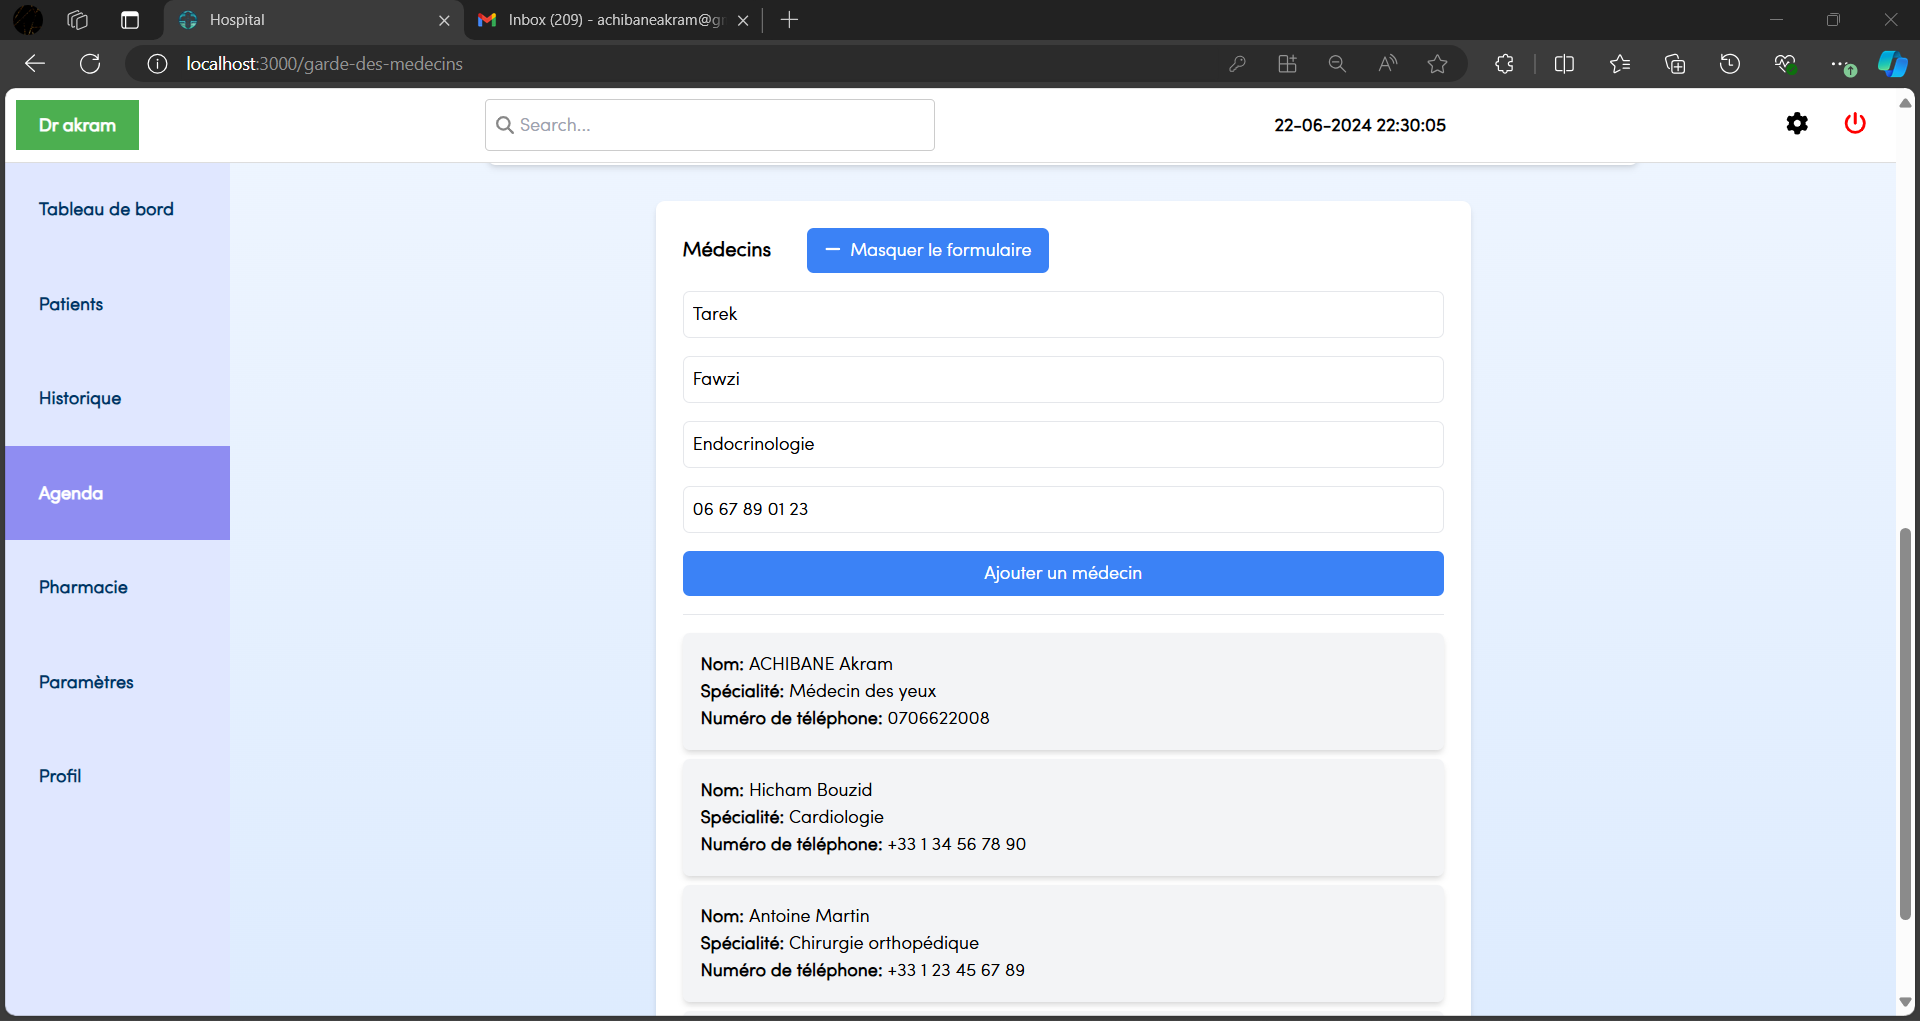 Hospital
Inbox (209) - achibaneakram@gm
localhost:3000/garde-des-medecins
Dr akram
Search...
22-06-2024 22:30:05
Tableau de bord
Patients
Historique
Agenda
Pharmacie
Paramètres
Profil
Médecins
Masquer le formulaire
Tarek
Fawzi
Endocrinologie
06 67 89 01 23
Ajouter un médecin
Nom: ACHIBANE Akram
Spécialité: Médecin des yeux
Numéro de téléphone: 0706622008
Nom: Hicham Bouzid
Spécialité: Cardiologie
Numéro de téléphone: +33 1 34 56 78 90
Nom: Antoine Martin
Spécialité: Chirurgie orthopédique
Numéro de téléphone: +33 1 23 45 67 89